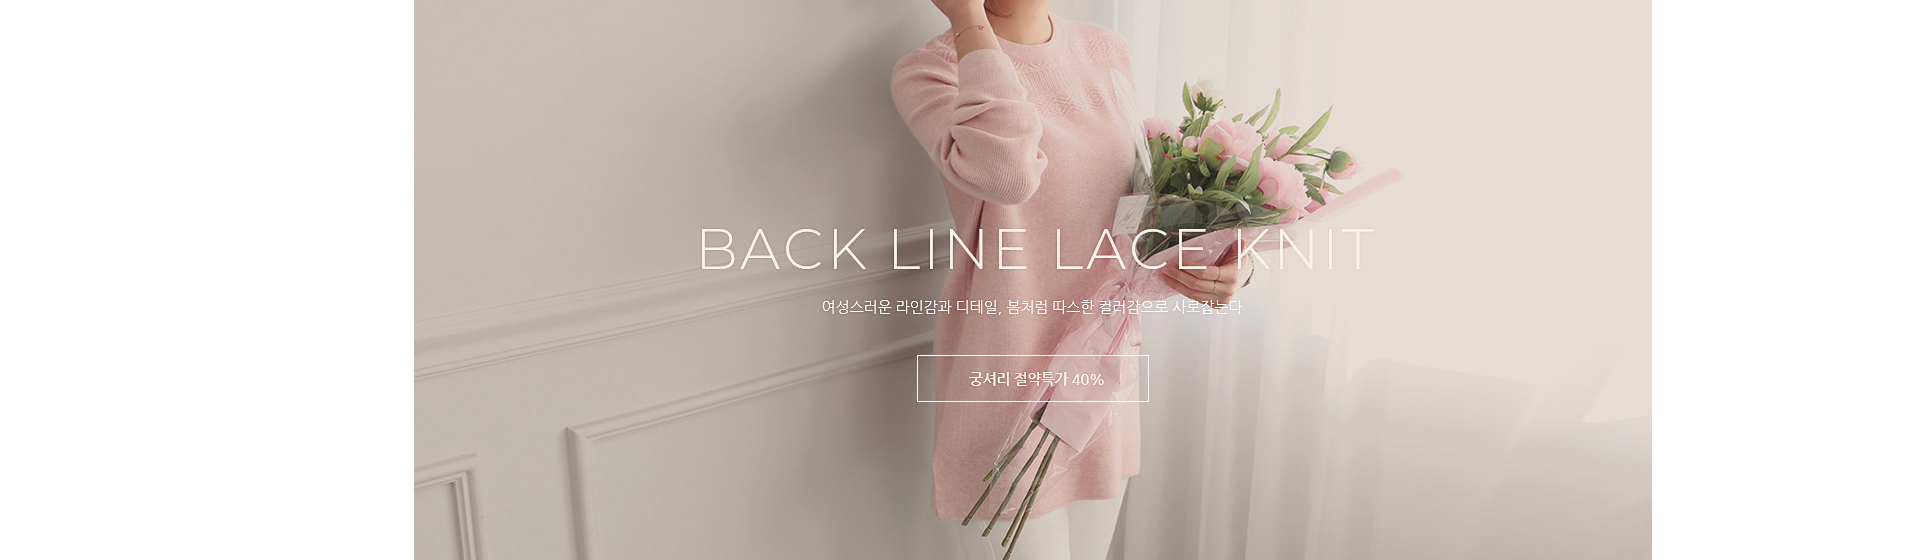 BACK LINE LACE KNIT
여성스러운 라인감과 디테일, 봄처럼 따스한 컬러감으로 사로잡는다
궁셔리 절약특가 40%